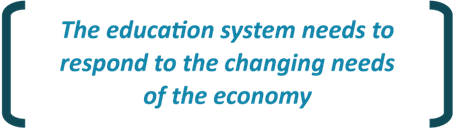 The education system needs to
respond to the changing needs
of the economy